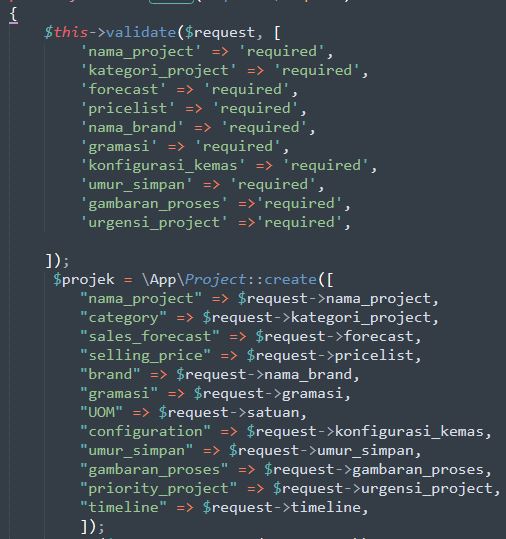 {
$this->validate($request, [
'nama_project' => 'required',
'kategori_project' => 'required',
'forecast' => 'required',
'pricelist' => 'required',
'nama_brand' => 'required',
'gramasi' => 'required',
'konfigurasi_kemas' => 'required',
'umur_simpan' => 'required',
'gambaran_proses' =>'required',
'urgensi_project' =>'required',
]);
$projek = \App\Project::create([
"nama_project" => $request->nama_project,
"category" => $request->kategori_project,
"sales_forecast" => $request->forecast,
"selling_price" => $request->pricelist,
"brand" => $request->nama_brand,
"gramasi" => $request->gramasi,
"UOM" => $request->satuan,
"configuration" => $request->konfigurasi_kemas,
"umur_simpan" => $request->umur_simpan,
"gambaran_proses" => $request->gambaran_proses,
"priority_project" => $request->urgensi_project,
"timeline" => $request->timeline,
]);